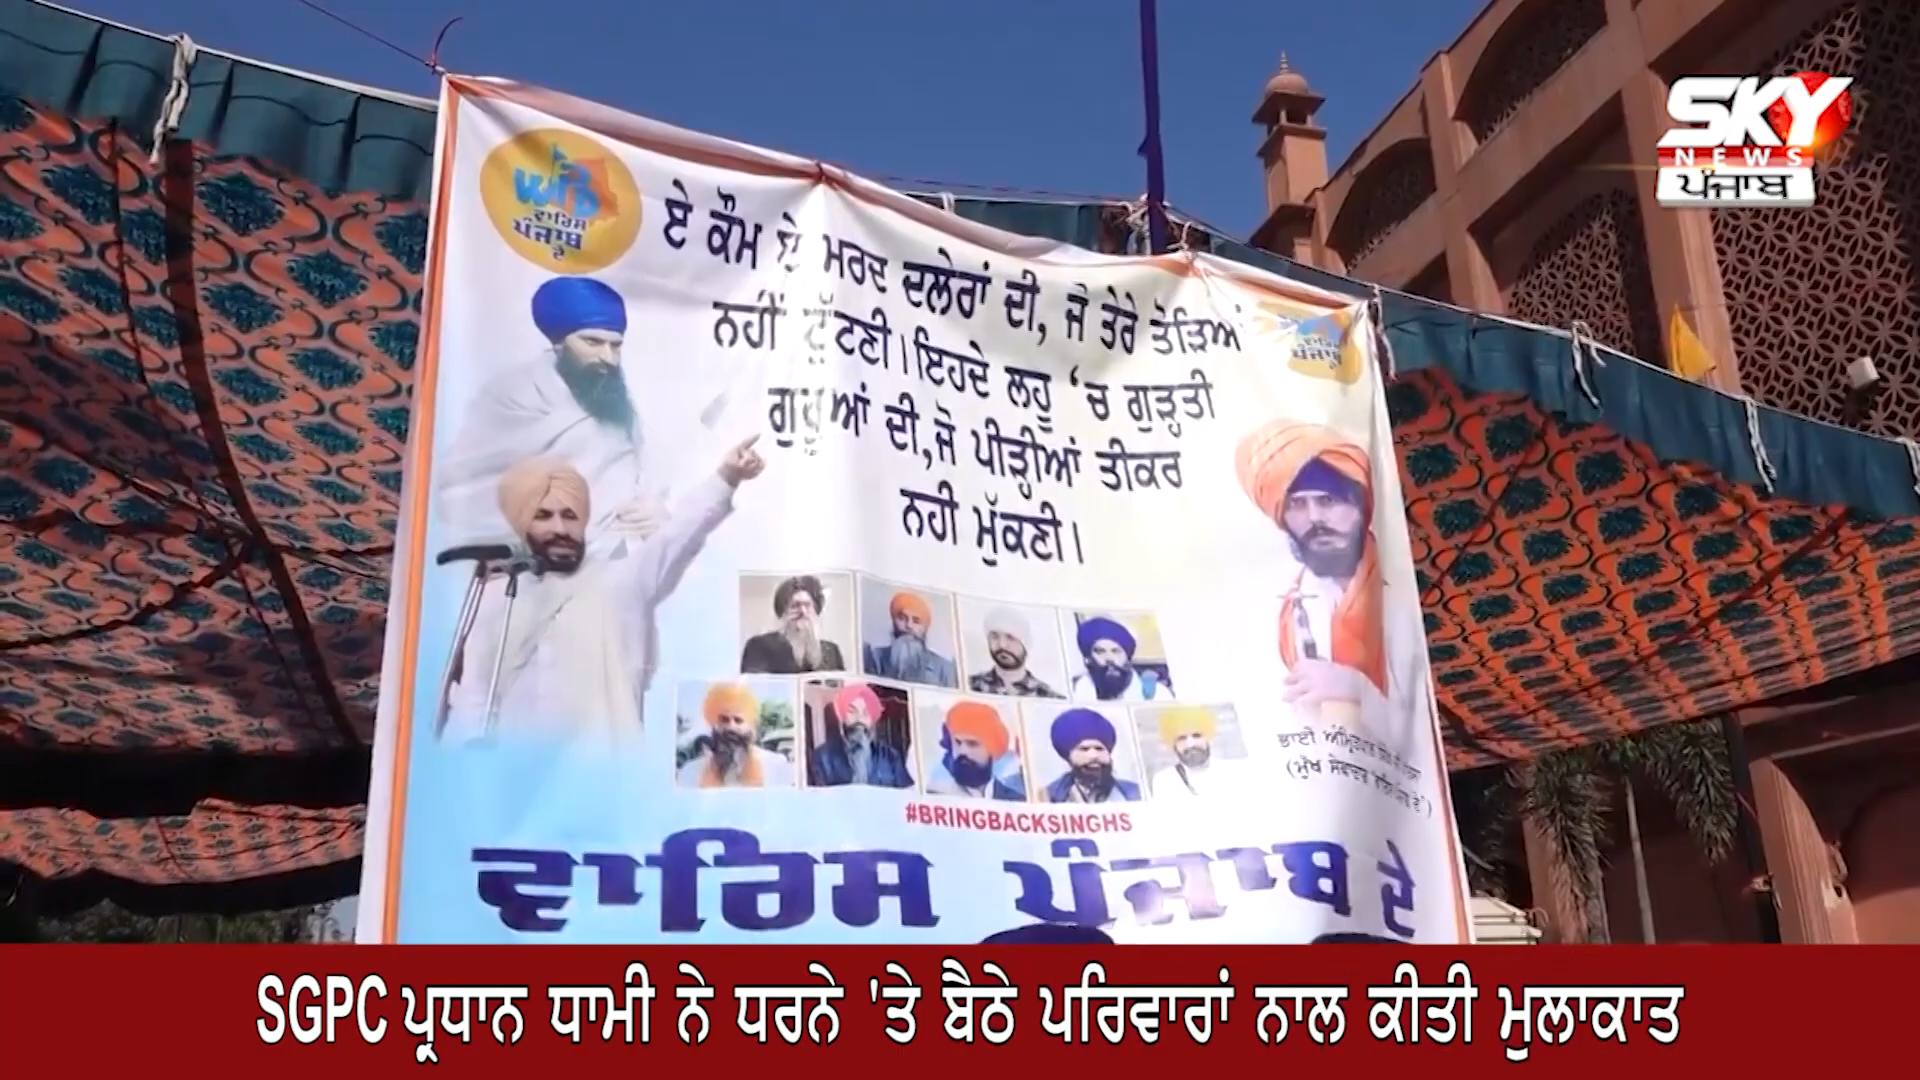 SKY
NEWS
ਪੰਜਾਬ
ਵਾਰਿਸ
ਪੰਜਾਬ
ਦੇ
ਏ ਕੌਮ ਏ ਮਰਦ ਦਲੇਰਾਂ ਦੀ, ਜੋ ਤੇਰੇ ਤੋੜਿਆਂ
ਨਹੀਂ ਟੁੱਟਣੀ।ਇਹਦੇ ਲਹੂ ‘ਚ ਗੁੜ੍ਹਤੀ
ਗੁਰੂਆਂ ਦੀ,ਜੋ ਪੀੜ੍ਹੀਆਂ ਤੀਕਰ
ਨਹੀ ਮੁੱਕਣੀ।
ਵਾਰਿਸ
ਪੰਜਾਬ
ਭਾਈ
(ਮੁੱਖ ਸੇਵਾਦਾਰ
#BRINGBACKSINGHS
ਵਾਰਿਸ ਪੰਜਾਬ ਦੇ
SGPC ਪ੍ਰਧਾਨ ਧਾਮੀ ਨੇ ਧਰਨੇ 'ਤੇ ਬੈਠੇ ਪਰਿਵਾਰਾਂ ਨਾਲ ਕੀਤੀ ਮੁਲਾਕਾਤ